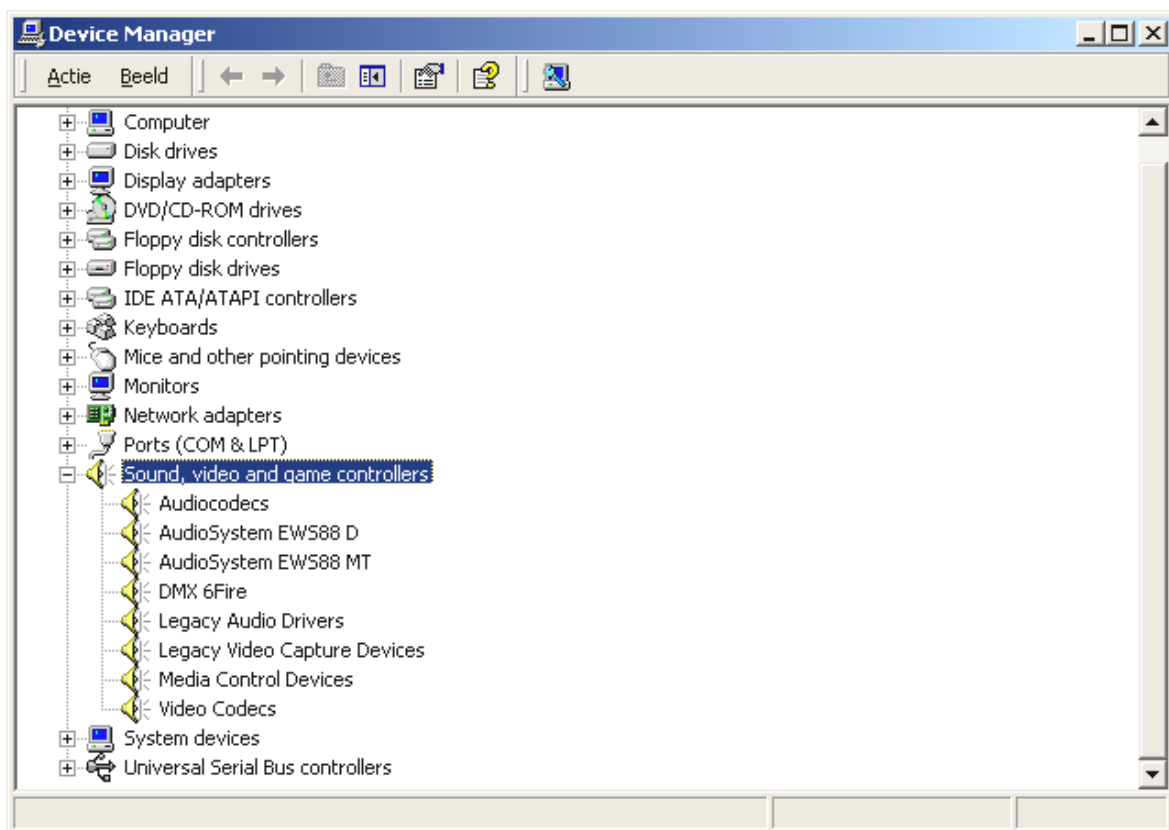 Device Manager
Actie Beeld
Computer
Disk drives
Display adapters
DVD/CD-ROM drives
Floppy disk controllers
Floppy disk drives
IDE ATA/ATAPI controllers
Keyboards
Mice and other pointing devices
Monitors
Network adapters
Ports (COM & LPT)
Sound, video and game controllers
Audiocodecs
AudioSystem EWS88 D
AudioSystem EWS88 MT
DMX 6Fire
Legacy Audio Drivers
Legacy Video Capture Devices
Media Control Devices
Video Codecs
System devices
Universal Serial Bus controllers